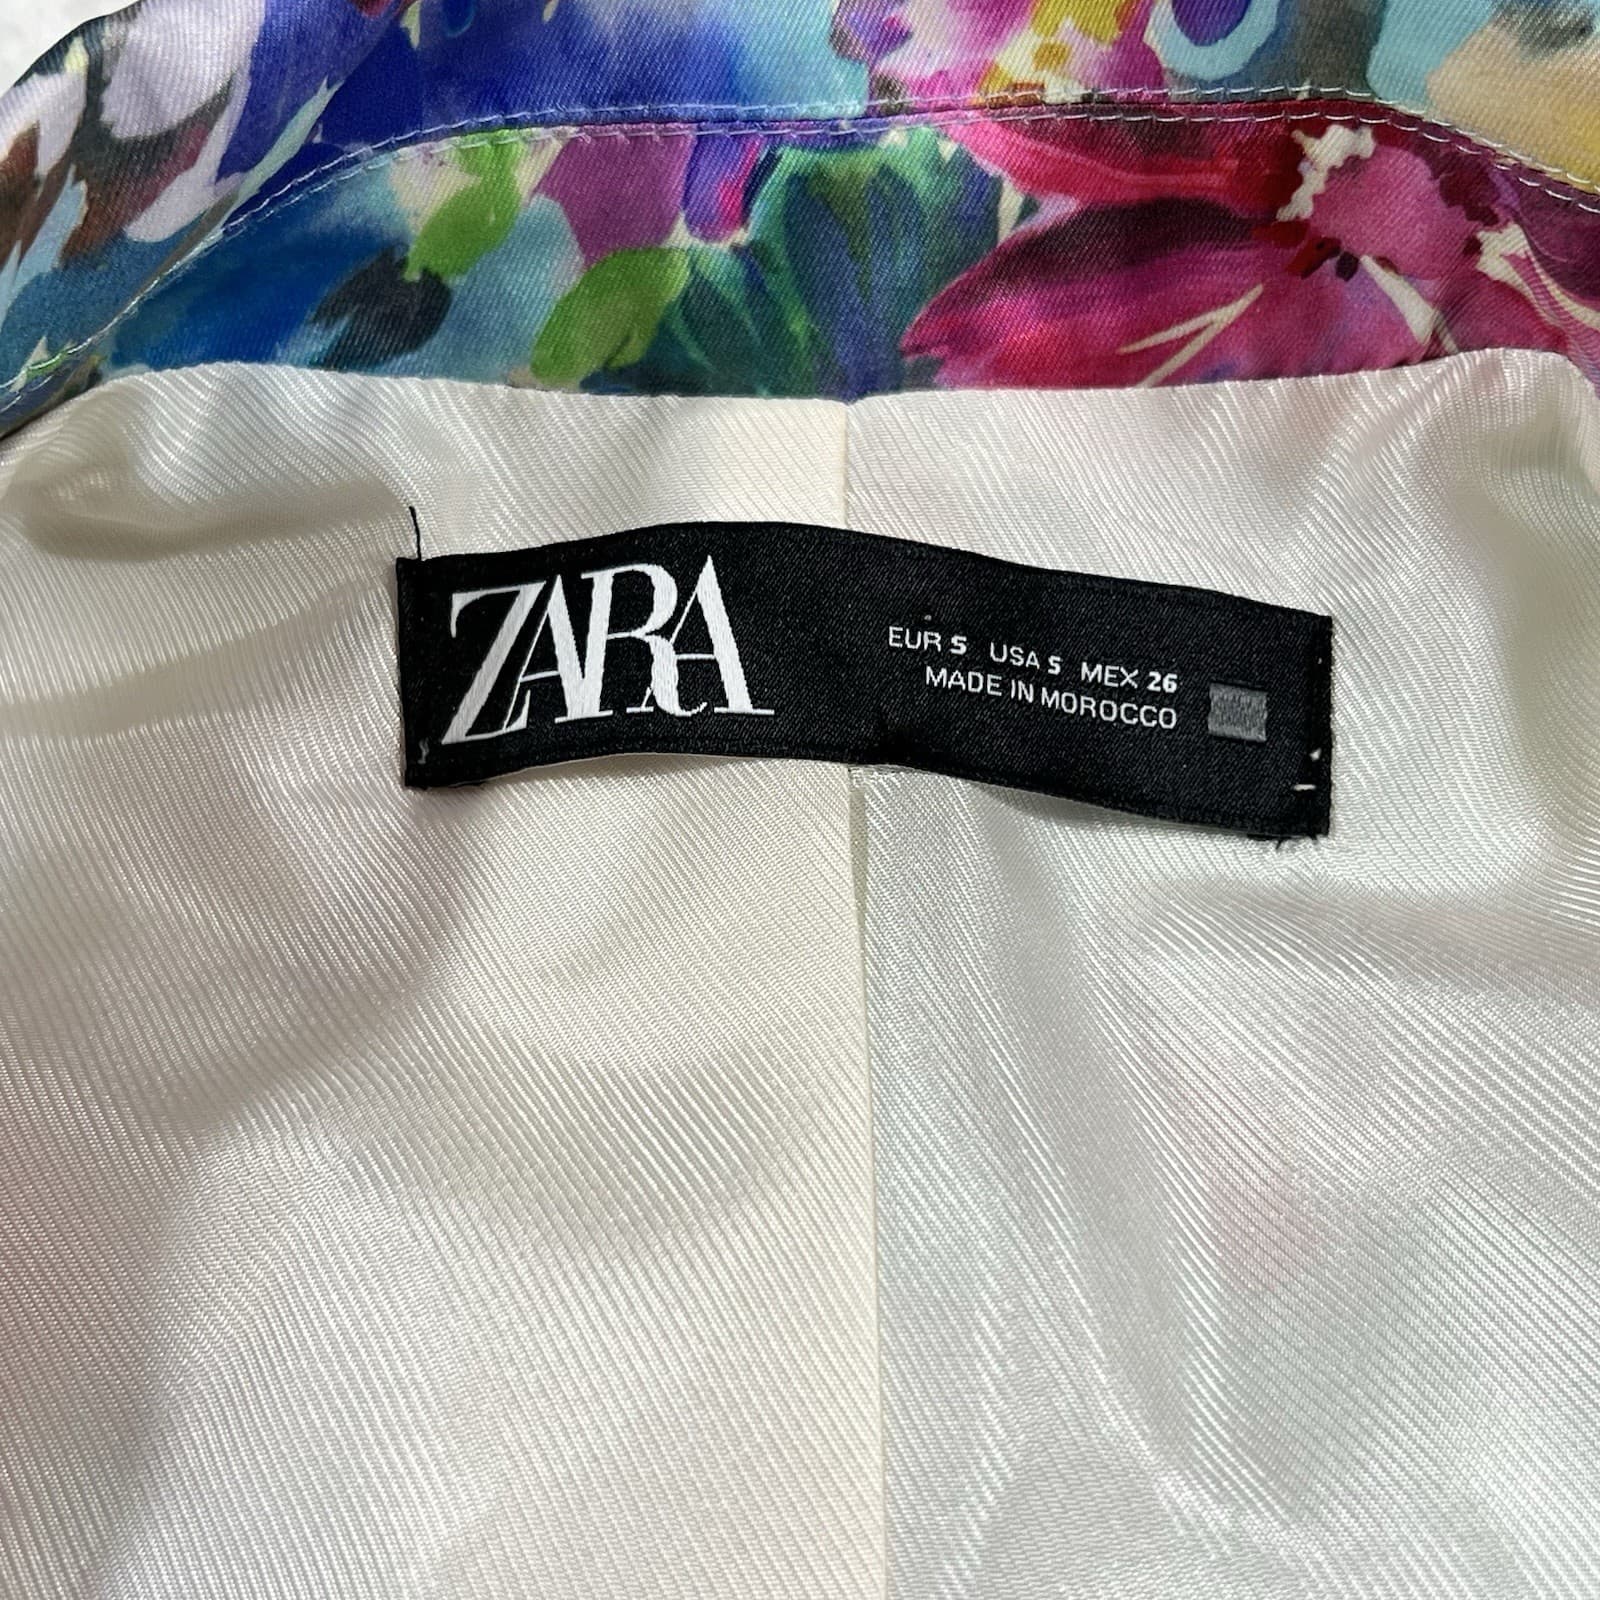 ZARA
EUR S USA S MEX 26
MADE IN MOROCCO